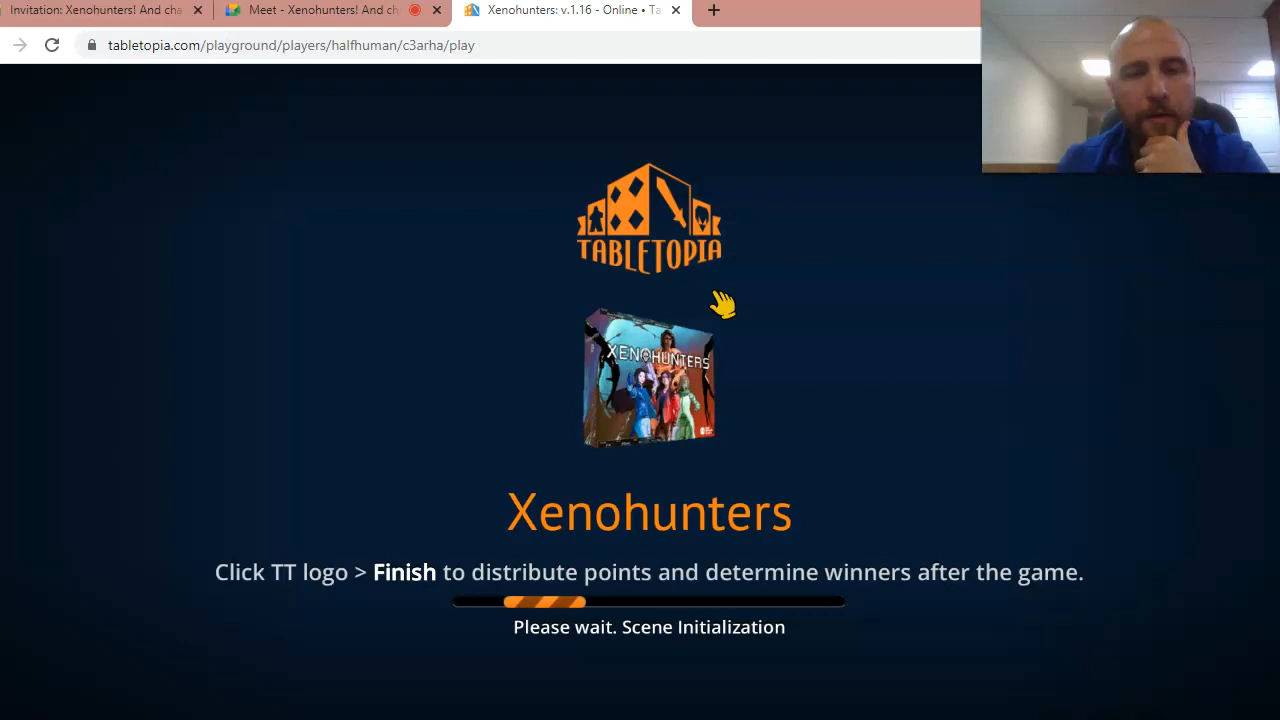 Invitation: Xenohunters! And cha
Meet - Xenohunters! And ch
Xenohunters: v.1.16 - Online • Ta
tabletopia.com/playground/players/halfhuman/c3arha/play
TABLETOPIA
XENOHUNTERS
Xenohunters
Click TT logo > Finish to distribute points and determine winners after the game.
Please wait. Scene Initialization